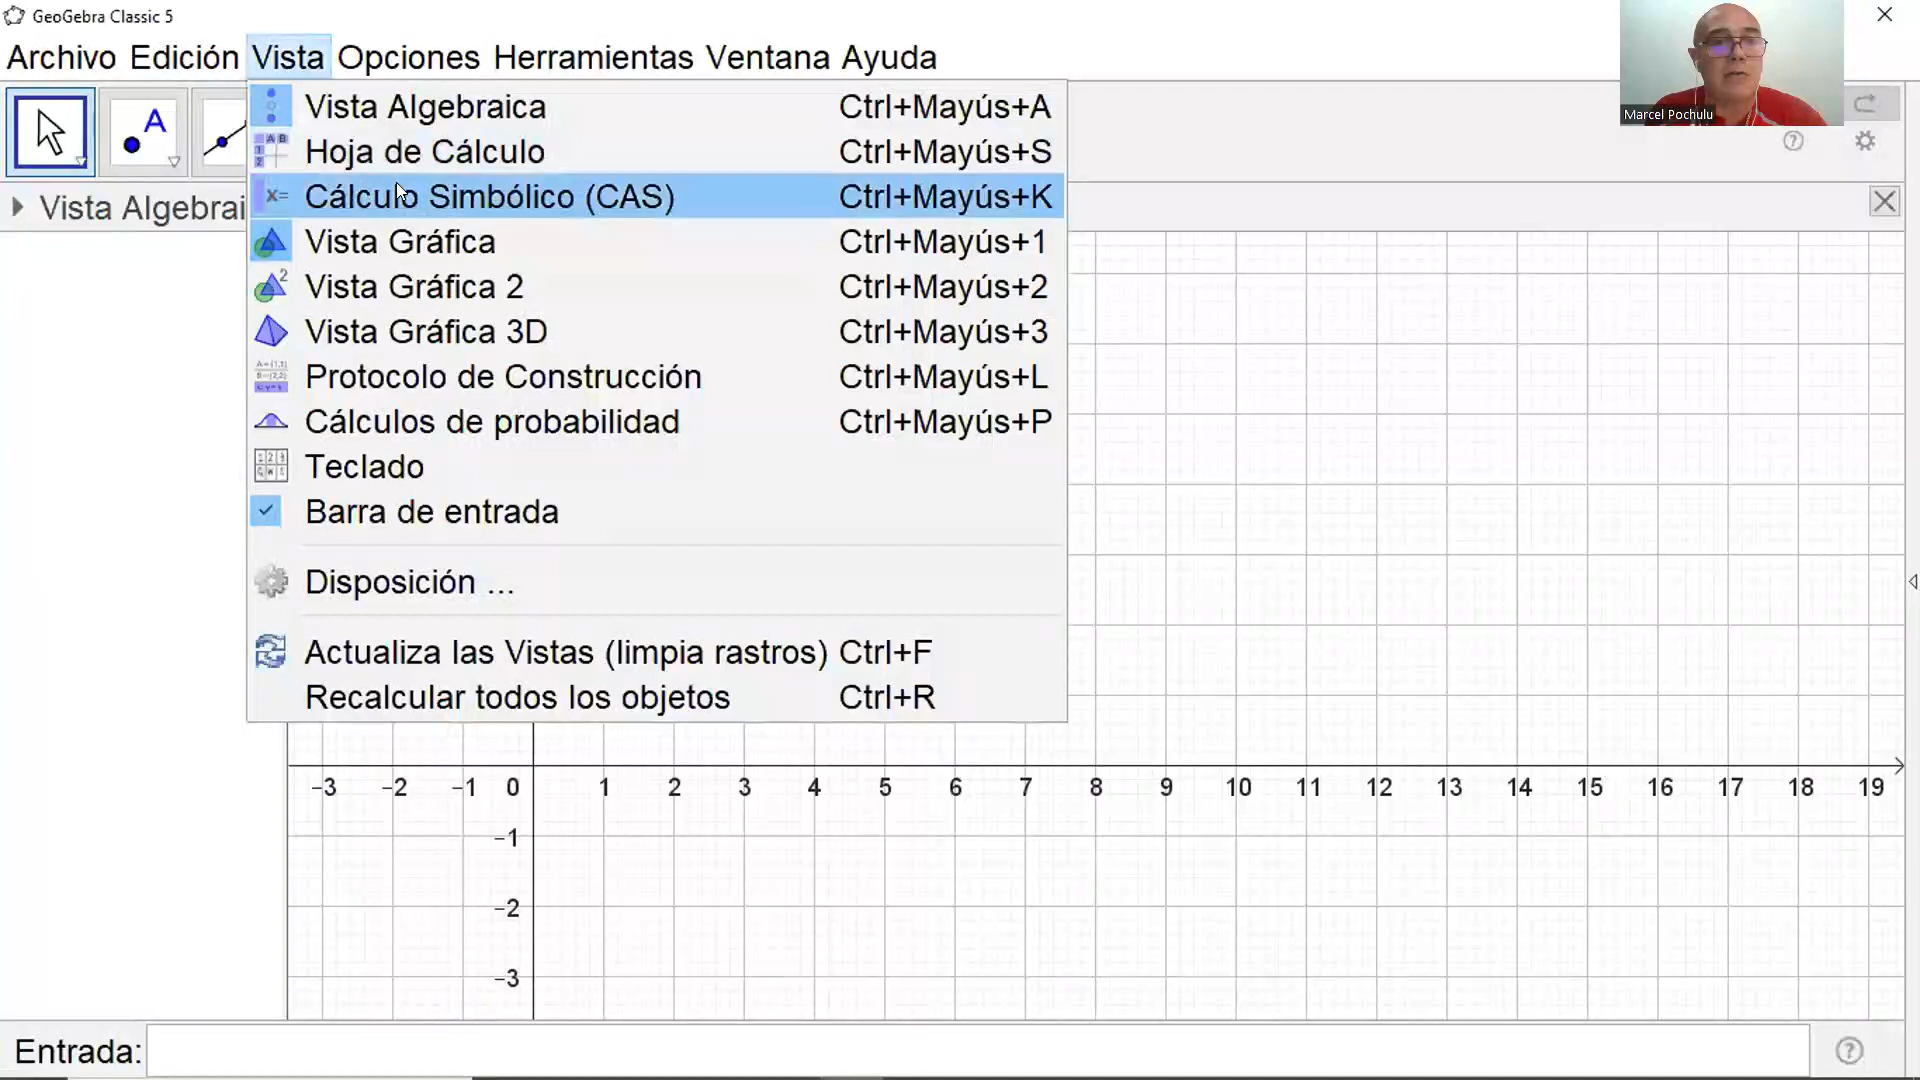 GeoGebra Classic 5
Archivo Edición Vista Opciones Herramientas Ventana Ayuda
Marcel Pochulu
A
Vista Algebrai
Vista Algebraica Ctrl+Mayús+A
Hoja de Cálculo Ctrl+Mayús+S
Cálculo Simbólico (CAS) Ctrl+Mayús+K
Vista Gráfica Ctrl+Mayús+1
Vista Gráfica 2 Ctrl+Mayús+2
Vista Gráfica 3D Ctrl+Mayús+3
Protocolo de Construcción Ctrl+Mayús+L
Cálculos de probabilidad Ctrl+Mayús+P
Teclado
Barra de entrada
Disposición ...
Actualiza las Vistas (limpia rastros) Ctrl+F
Recalcular todos los objetos Ctrl+R
−3 −2 −1 0 1 2 3 4 5 6 7 8 9 10 11 12 13 14 15 16 17 18 19
−1
−2
−3
Entrada: